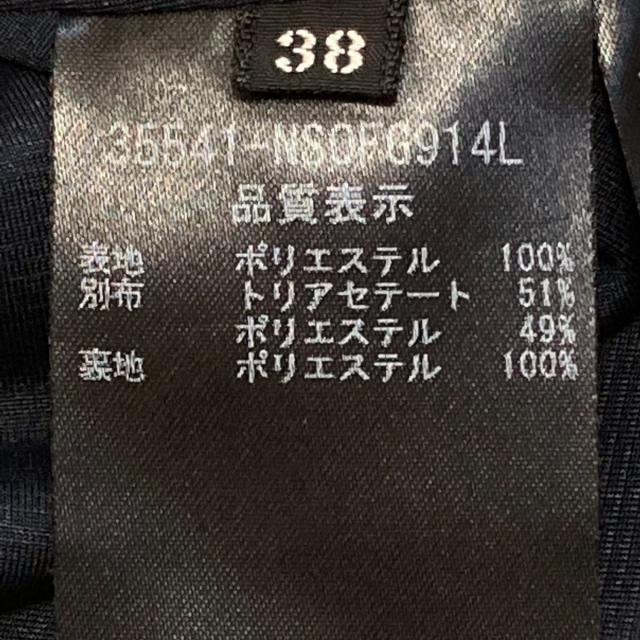 38
35541-NSOPG914L
品質表示
表地 ポリエステル 100%
別布 トリアセテート 51%
ポリエステル 49%
裏地 ポリエステル 100%